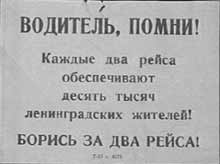 ВОДИТЕЛЬ, ПОМНИ!
Каждые два рейса
обеспечивают
десять тысяч
ленинградских жителей!
БОРИСЬ ЗА ДВА РЕЙСА!